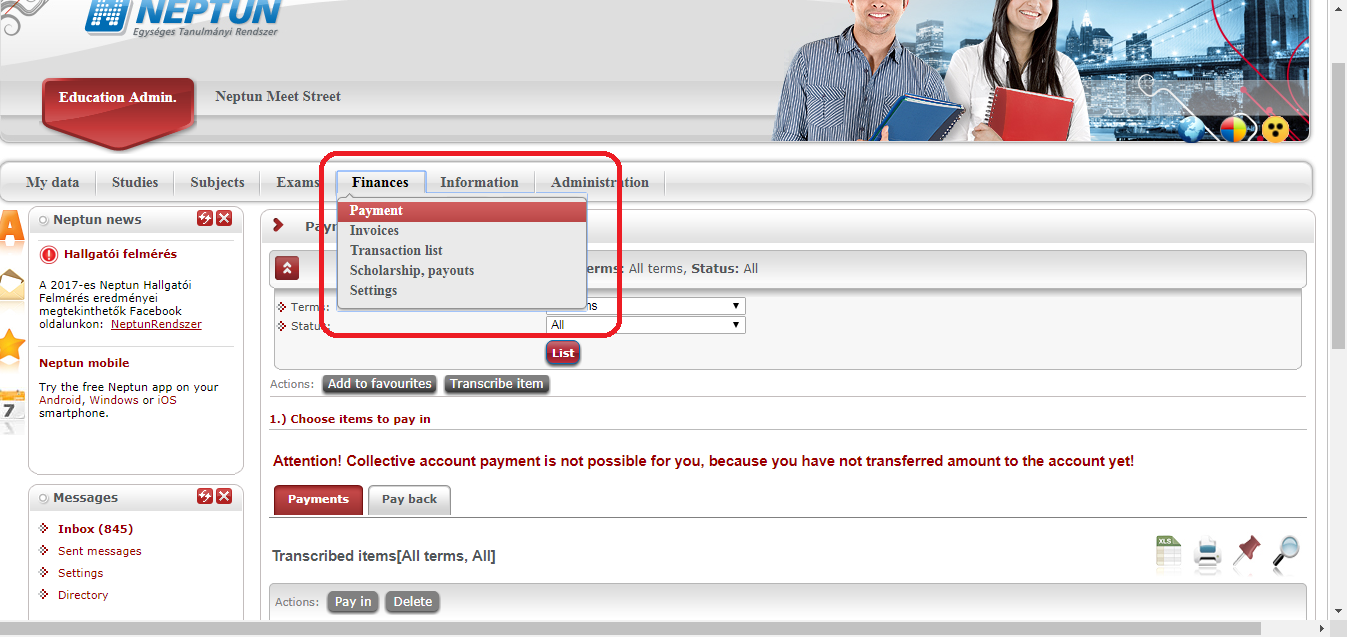 NEPTUN
Egységes Tanulmányi Rendszer
Education Admin.
Neptun Meet Street
My data
Studies
Subjects
Exams
Finances
Information
Administration
Payment
Invoices
Transaction list
Scholarship, payouts
Settings
Neptun news
Hallgatói felmérés
A 2017-es Neptun Hallgatói
Felmérés eredményei
megtekinthetők Facebook
oldalunkon: NeptunRendszer
Neptun mobile
Try the free Neptun app on your
Android, Windows or iOS
smartphone.
7
Messages
Inbox (845)
Sent messages
Settings
Directory
All terms, Status: All
Terms:
All
List
Actions: Add to favourites Transcribe item
1.) Choose items to pay in
Attention! Collective account payment is not possible for you, because you have not transferred amount to the account yet!
Payments
Pay back
XLS
Transcribed items[All terms, All]
Actions: Pay in Delete